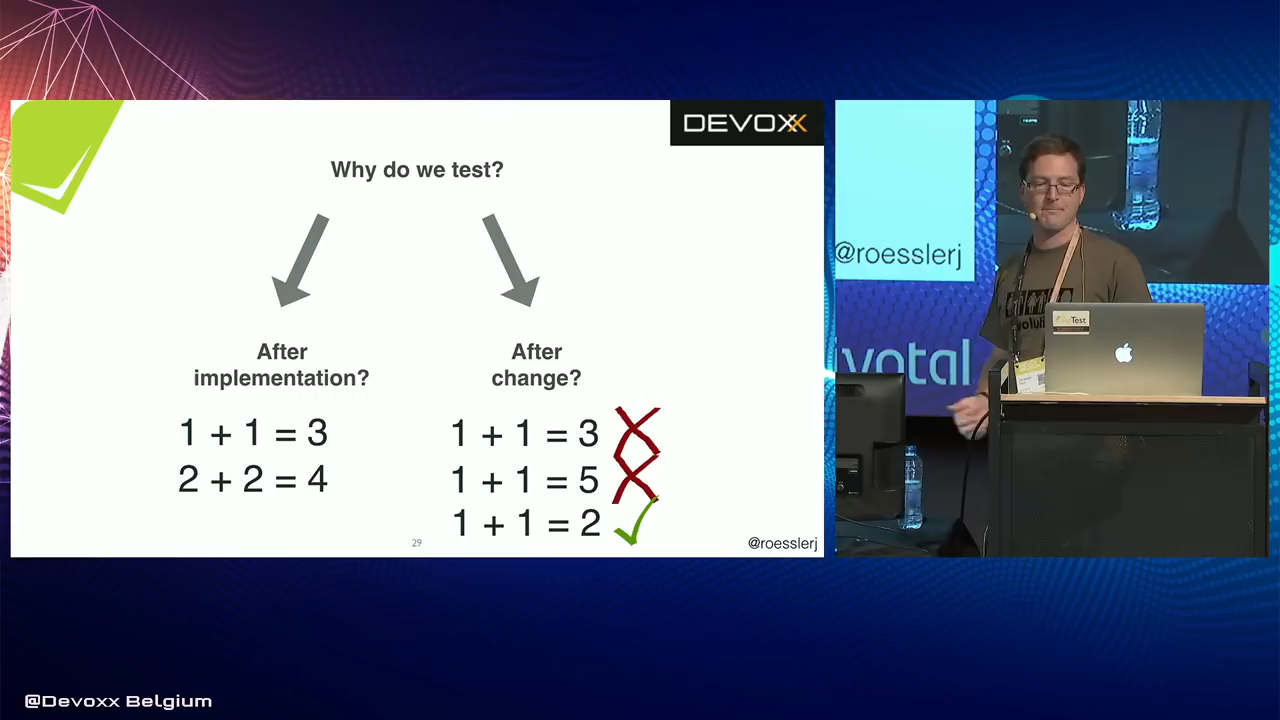 DEVOXX
Why do we test?
After
implementation?
1 + 1 = 3
2 + 2 = 4
After
change?
1 + 1 = 3
1 + 1 = 5
1 + 1 = 2
29
@roesslerj
@roesslerj
Test
@Devoxx Belgium